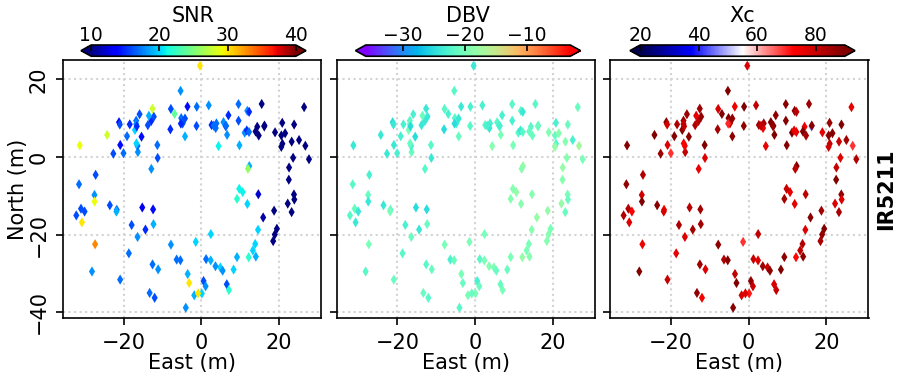 SNR DBV Xc
10 20 30 40 −30 −20 −10 20 40 60 80
20
0
−20
−40
North (m)
IR5211
−20 0 20 −20 0 20 −20 0 20
East (m) East (m) East (m)